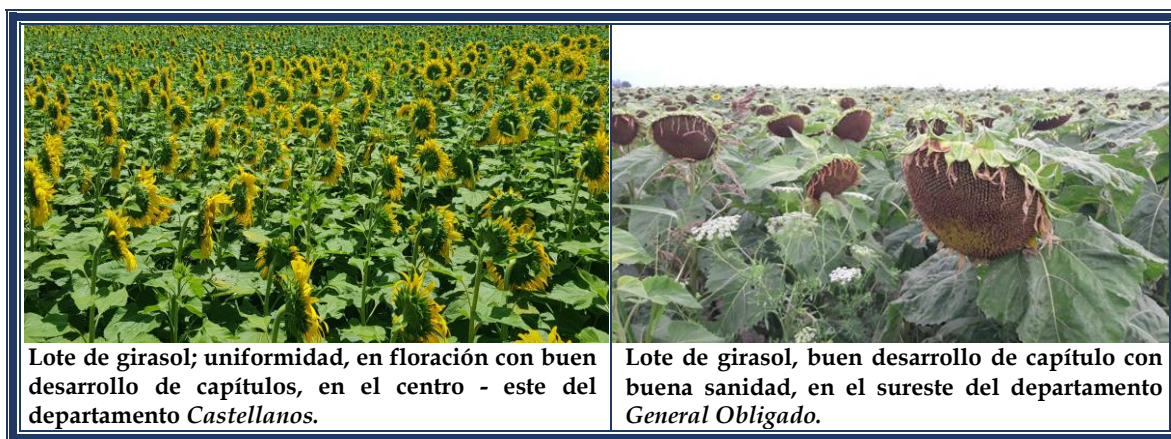 Lote de girasol; uniformidad, en floración con buen
desarrollo de capítulos, en el centro - este del
departamento Castellanos.
Lote de girasol, buen desarrollo de capítulo con
buena sanidad, en el sureste del departamento
General Obligado.